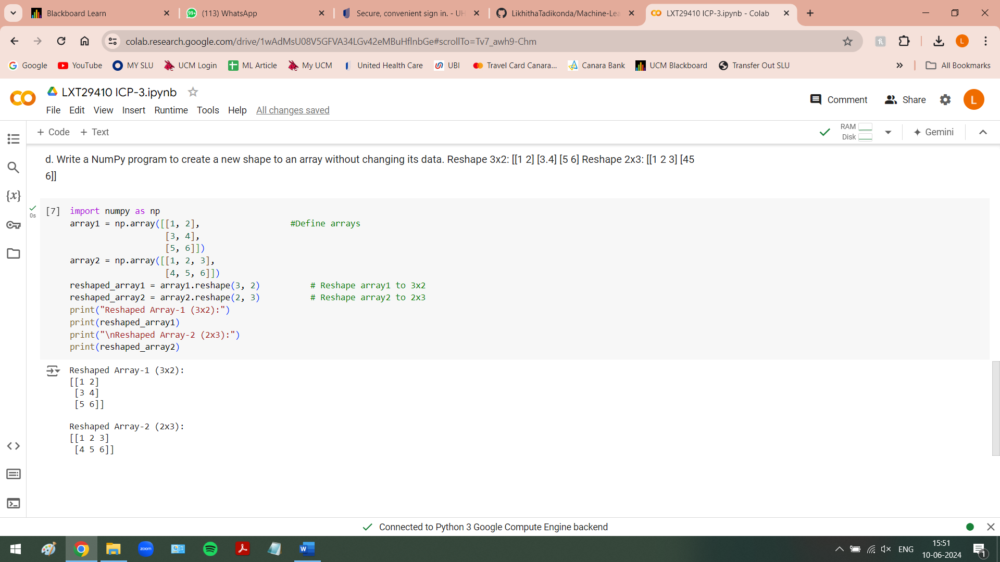 Blackboard Learn
(113) WhatsApp
Secure, convenient sign in. - UH
LikhithaTadikonda/Machine-Lea
LXT29410 ICP-3.ipynb - Colab
colab.research.google.com/drive/1wAdMsU08V5GFVA34LGv42eMBuHflnbGe#scrollTo=Tv7_awh9-Chm
L
Google YouTube MY SLU UCM Login ML Article My UCM United Health Care UBI Travel Card Canara... Canara Bank UCM Blackboard Transfer Out SLU All Bookmarks
LXT29410 ICP-3.ipynb
Comment Share L
File Edit View Insert Runtime Tools Help All changes saved
+ Code + Text
RAM
Disk
Gemini
d. Write a NumPy program to create a new shape to an array without changing its data. Reshape 3x2: [[1 2] [3.4] [5 6] Reshape 2x3: [[1 2 3] [45
6]]
{x}
0s
[7] import numpy as np
array1 = np.array([[1, 2], #Define arrays
[3, 4],
[5, 6]])
array2 = np.array([[1, 2, 3],
[4, 5, 6]])
reshaped_array1 = array1.reshape(3, 2) # Reshape array1 to 3x2
reshaped_array2 = array2.reshape(2, 3) # Reshape array2 to 2x3
print("Reshaped Array-1 (3x2):")
print(reshaped_array1)
print("\nReshaped Array-2 (2x3):")
print(reshaped_array2)
Reshaped Array-1 (3x2):
[[1 2]
[3 4]
[5 6]]
Reshaped Array-2 (2x3):
[[1 2 3]
[4 5 6]]
Connected to Python 3 Google Compute Engine backend
zoom
W
ENG
15:51
10-06-2024
1